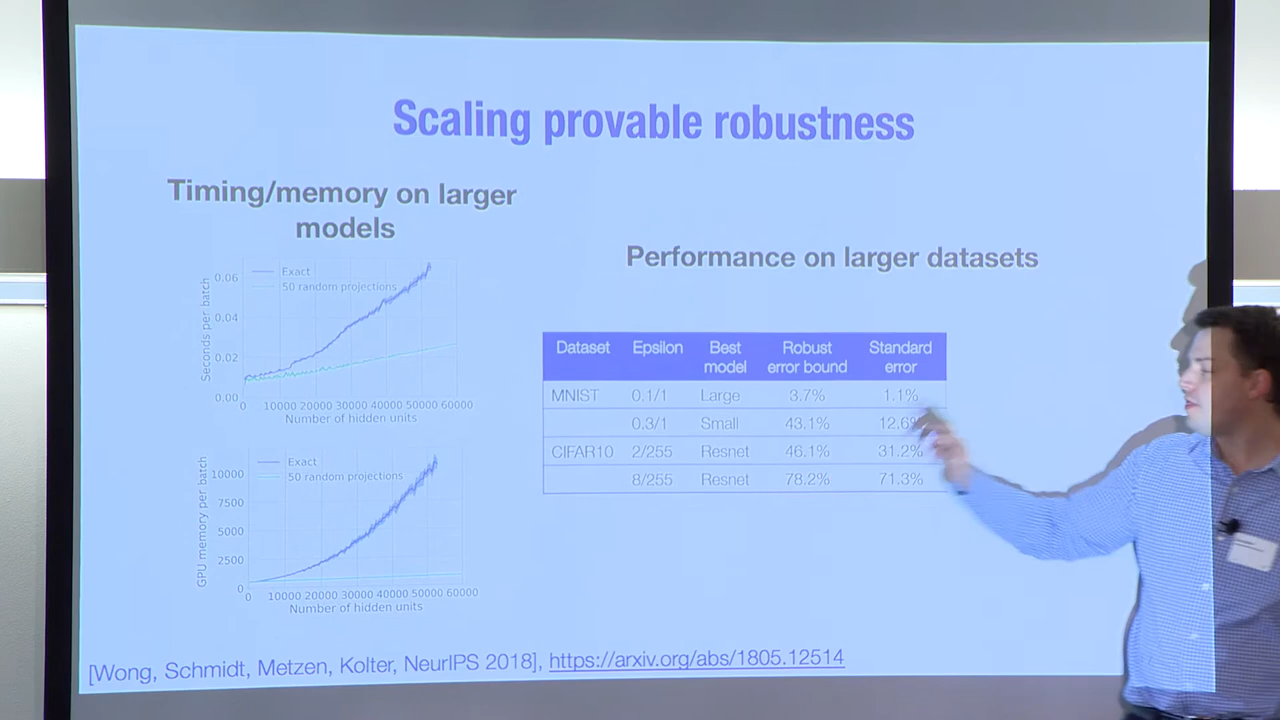 Scaling provable robustness
Timing/memory on larger
models
Exact
50 random projections
Seconds per batch
0.06
0.04
0.02
0.00
0 10000 20000 30000 40000 50000 60000
Number of hidden units
Exact
50 random projections
GPU memory per batch
10000
7500
5000
2500
0
0 10000 20000 30000 40000 50000 60000
Number of hidden units
Performance on larger datasets
Dataset Epsilon Best model Robust error bound Standard error
MNIST 0.1/1 Large 3.7% 1.1%
0.3/1 Small 43.1% 12.6%
CIFAR10 2/255 Resnet 46.1% 31.2%
8/255 Resnet 78.2% 71.3%
[Wong, Schmidt, Metzen, Kolter, NeurIPS 2018], https://arxiv.org/abs/1805.12514